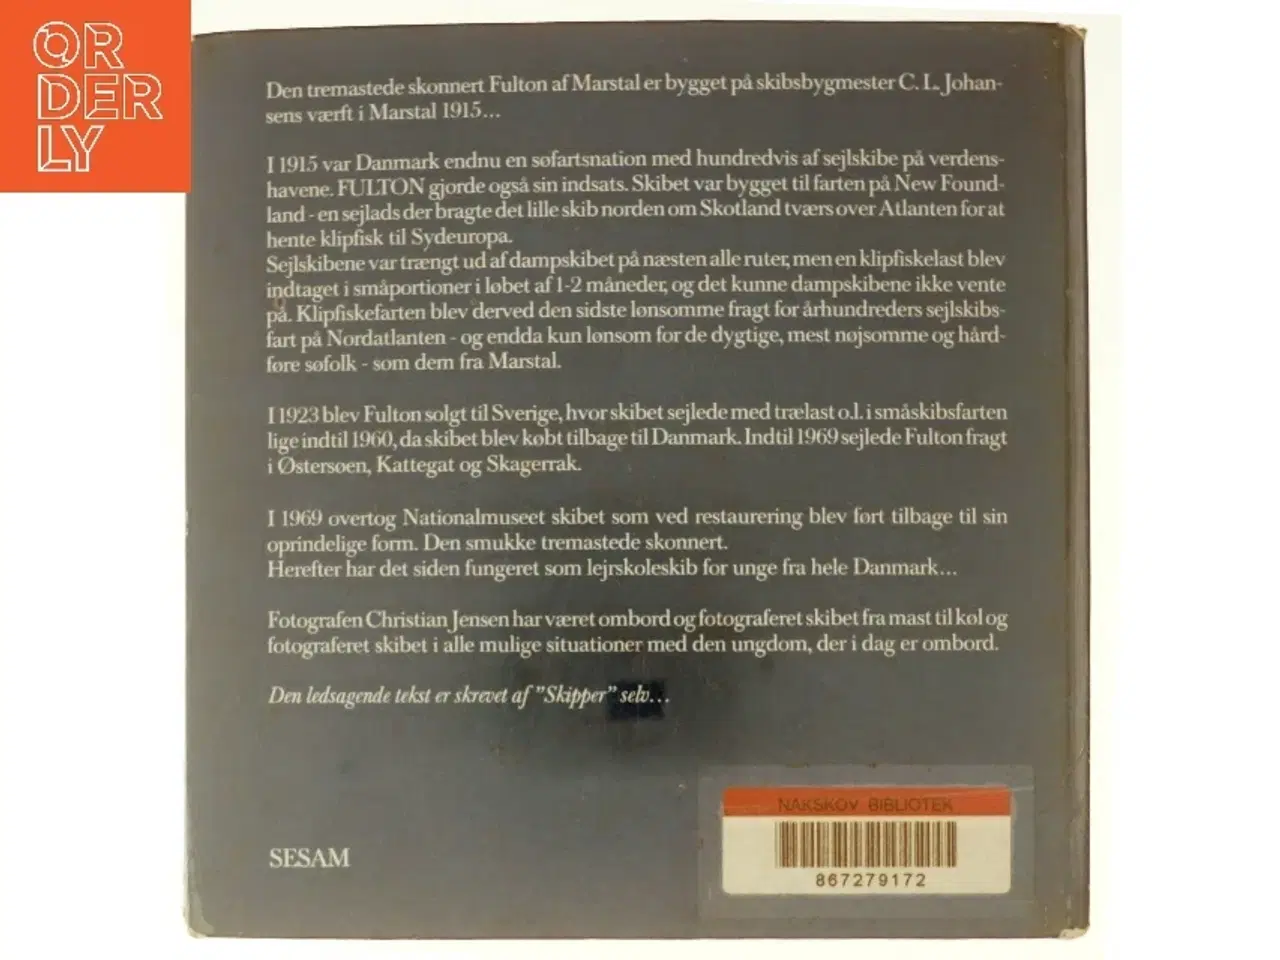 ORDERLY
Den tremastede skonnert Fulton af Marstal er bygget på skibsbygmester C. L. Johan-
sens værft i Marstal 1915...
I 1915 var Danmark endnu en søfartsnation med hundredvis af sejlskibe på verdens-
havene. FULTON gjorde også sin indsats. Skibet var bygget til farten på New Found-
land - en sejlads der bragte det lille skib norden om Skotland tværs over Atlanten for at
hente klipfisk til Sydeuropa.
Sejlskibene var trængt ud af dampskibet på næsten alle ruter, men en klipfiskelast blev
indtaget i småportioner i løbet af 1-2 måneder, og det kunne dampskibene ikke vente
på. Klipfiskefarten blev derved den sidste lønsomme fragt for århundreders sejlskibs-
fart på Nordatlanten - og endda kun lønsom for de dygtige, mest nøjsomme og hård-
føre søfolk - som dem fra Marstal.
I 1923 blev Fulton solgt til Sverige, hvor skibet sejlede med trælast o.l. i småskibsfarten
lige indtil 1960, da skibet blev købt tilbage til Danmark. Indtil 1969 sejlede Fulton fragt
i Østersøen, Kattegat og Skagerrak.
I 1969 overtog Nationalmuseet skibet som ved restaurering blev ført tilbage til sin
oprindelige form. Den smukke tremastede skonnert.
Herefter har det siden fungeret som lejrskoleskib for unge fra hele Danmark...
Fotografen Christian Jensen har været ombord og fotograferet skibet fra mast til køl og
fotograferet skibet i alle mulige situationer med den ungdom, der i dag er ombord.
Den ledsagende tekst er skrevet af "Skipper" selv...
SESAM
NAKSKOV BIBLIOTEK
867279172